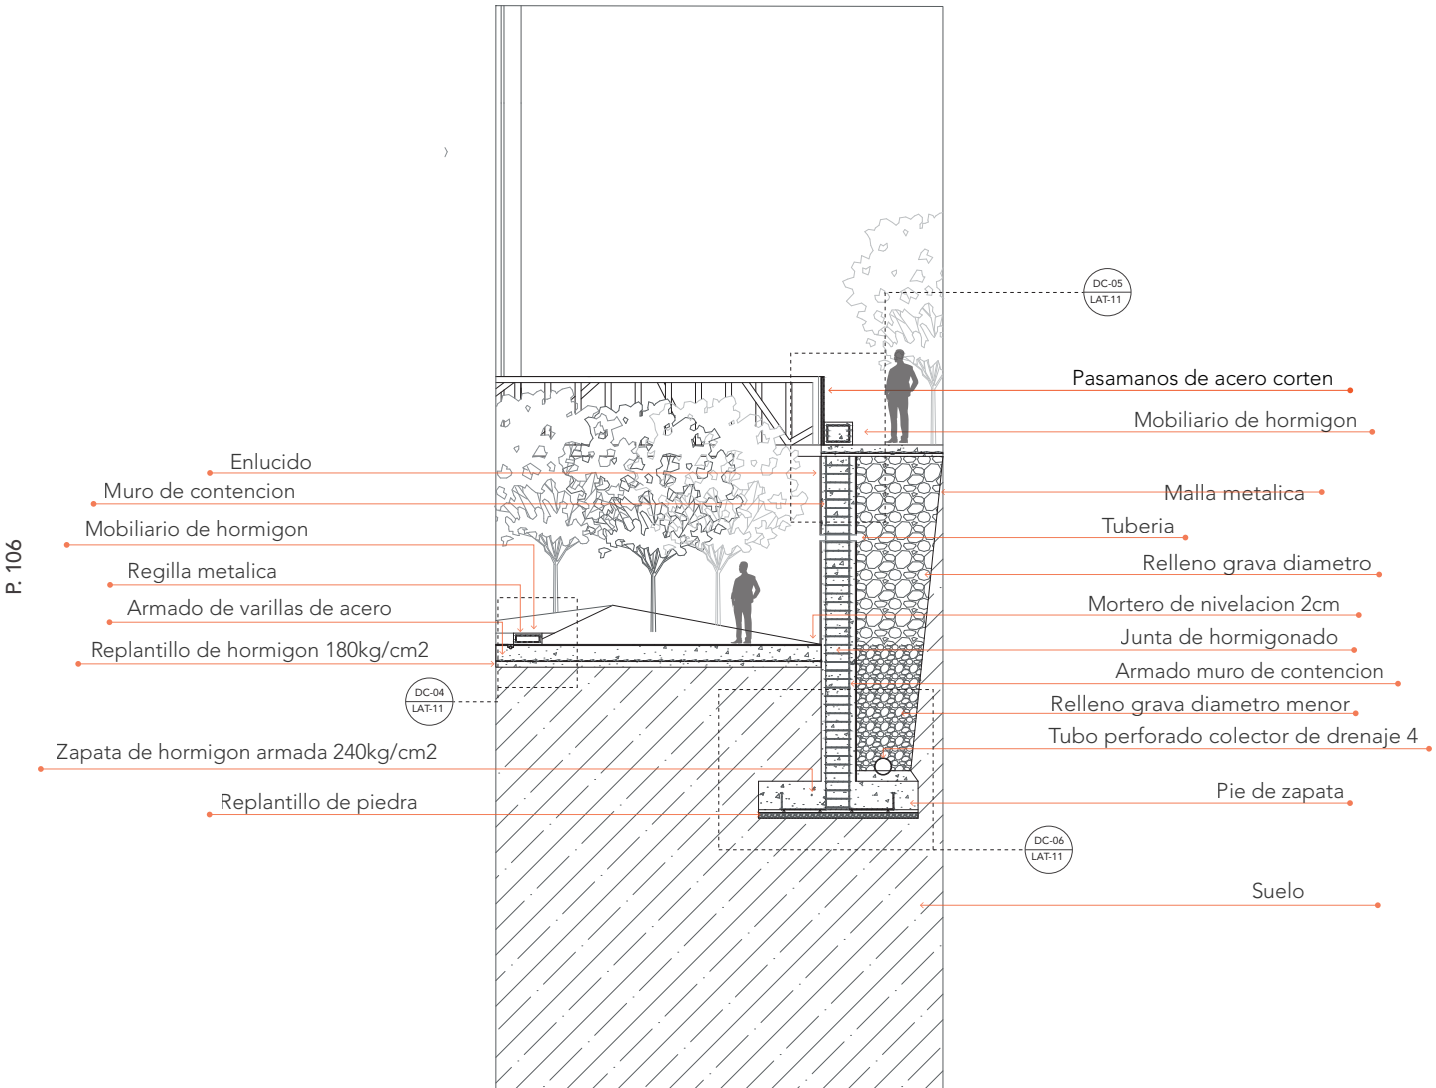 DC-05
LAT-11
Pasamanos de acero corten
Mobiliario de hormigon
Enlucido
Muro de contencion
Mobiliario de hormigon
Regilla metalica
Armado de varillas de acero
Replantillo de hormigon 180kg/cm2
DC-04
LAT-11
Zapata de hormigon armada 240kg/cm2
Replantillo de piedra
Malla metalica
Tuberia
Relleno grava diametro
Mortero de nivelacion 2cm
Junta de hormigonado
Armado muro de contencion
Relleno grava diametro menor
Tubo perforado colector de drenaje 4
Pie de zapata
DC-06
LAT-11
Suelo
P. 106